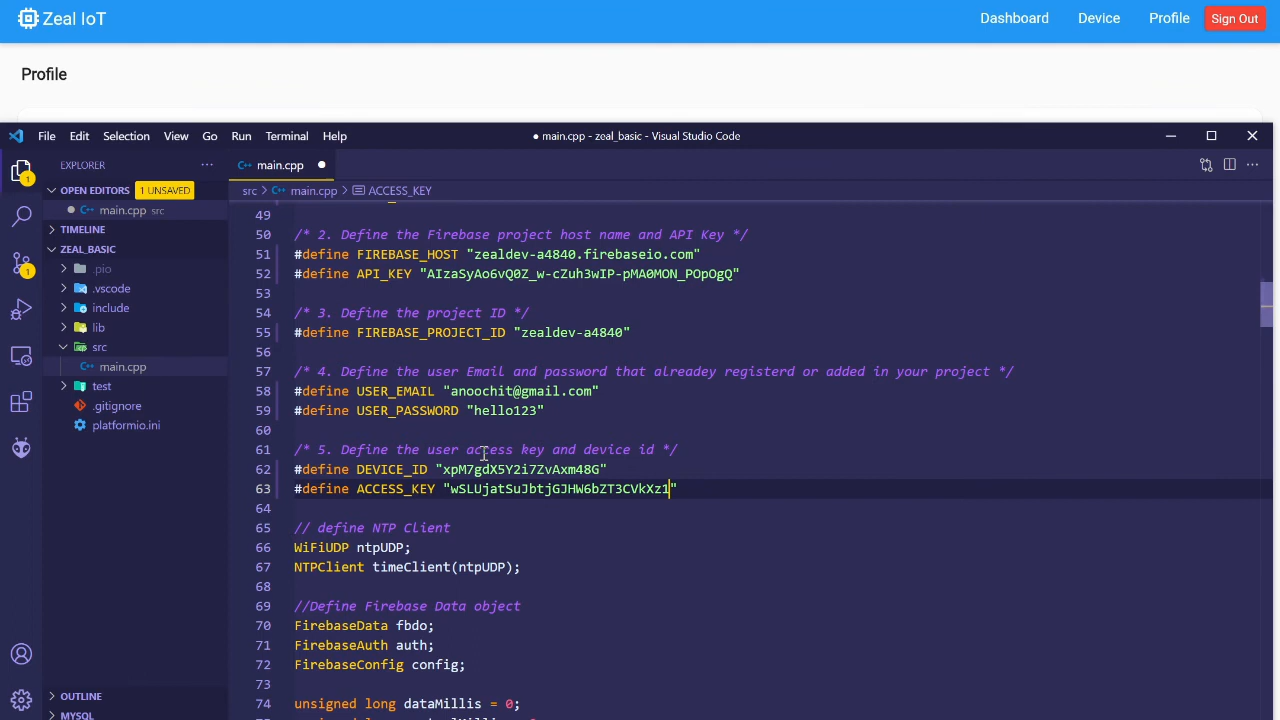 Zeal IoT
Dashboard
Device
Profile
Sign Out
Profile
File
Edit
Selection
View
Go
Run
Terminal
Help
● main.cpp - zeal_basic - Visual Studio Code
EXPLORER
main.cpp
OPEN EDITORS
1 UNSAVED
main.cpp src
TIMELINE
ZEAL_BASIC
.pio
.vscode
include
lib
src
main.cpp
test
.gitignore
platformio.ini
OUTLINE
MYSQL
1
1
src > main.cpp > ACCESS_KEY
49
50 /* 2. Define the Firebase project host name and API Key */
51 #define FIREBASE_HOST "zealdev-a4840.firebaseio.com"
52 #define API_KEY "AIzaSyAo6vQ0Z_w-cZuh3wIP-pMA0MON_POpOgQ"
53
54 /* 3. Define the project ID */
55 #define FIREBASE_PROJECT_ID "zealdev-a4840"
56
57 /* 4. Define the user Email and password that alreadey registerd or added in your project */
58 #define USER_EMAIL "anoochit@gmail.com"
59 #define USER_PASSWORD "hello123"
60
61 /* 5. Define the user access key and device id */
62 #define DEVICE_ID "xpM7gdX5Y2i7ZvAxm48G"
63 #define ACCESS_KEY "wSLUjatSuJbtjGJHW6bZT3CVkXz1"
64
65 // define NTP Client
66 WiFiUDP ntpUDP;
67 NTPClient timeClient(ntpUDP);
68
69 //Define Firebase Data object
70 FirebaseData fbdo;
71 FirebaseAuth auth;
72 FirebaseConfig config;
73
74 unsigned long dataMillis = 0;